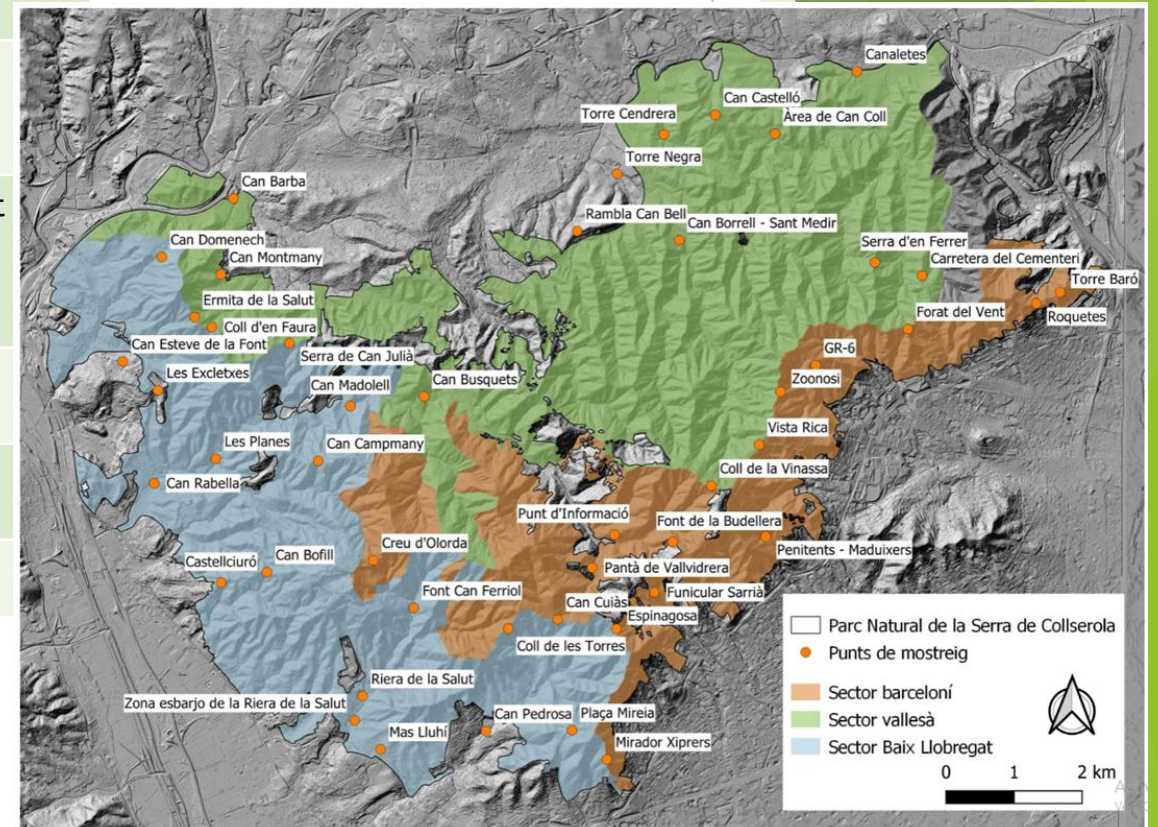 t
Canaletes
Can Castelló
Torre Cendrera
Àrea de Can Coll
Torre Negra
Can Barba
Rambla Can Bell
Can Borrell - Sant Medir
Can Domenech
Serra d'en Ferrer
Can Montmany
Carretera del Cementeri
Torre Baró
Ermita de la Salut
Forat del Vent
Roquetes
Coll d'en Faura
Can Esteve de la Font
GR-6
Serra de Can Julià
Les Excletxes
Can Madolell
Can Busquets
Zoonosi
Vista Rica
Les Planes
Can Campmany
Coll de la Vinassa
Can Rabella
Punt d'Informació
Font de la Budellera
Creu d'Olorda
Penitents - Maduixers
Castellciuró
Can Bofill
Pantà de Vallvidrera
Font Can Ferriol
Funicular Sarrià
Can Cuiàs
Espinagosa
Coll de les Torres
Riera de la Salut
Zona esbarjo de la Riera de la Salut
Can Pedrosa
Plaça Mireia
Mas Lluhí
Mirador Xiprers
Parc Natural de la Serra de Collserola
Punts de mostreig
Sector barceloní
Sector vallesà
Sector Baix Llobregat
0 1 2 km